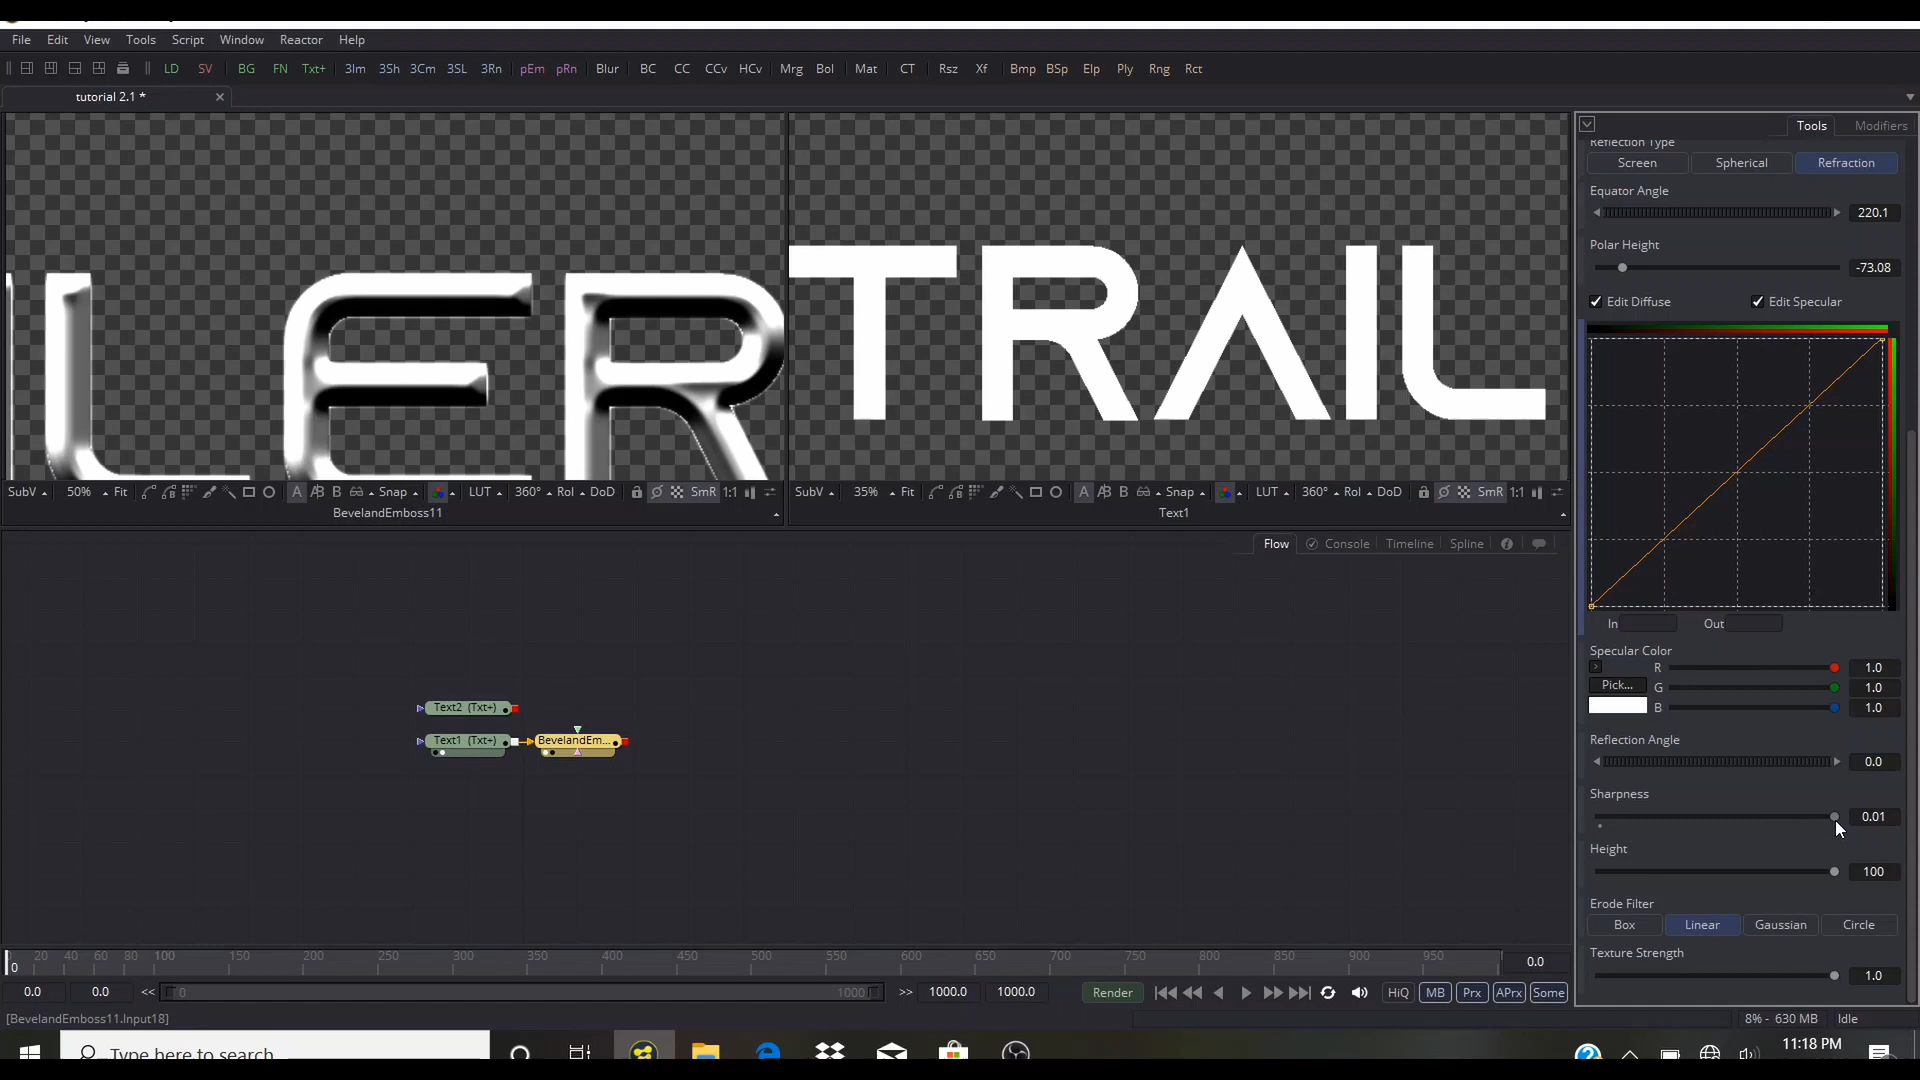 File Edit View Tools Script Window Reactor Help
LD SV BG FN Txt+ 3Im 3Sh 3Cm 3SL 3Rn pEm pRn Blur BC CC CCv HCv Mrg Bol Mat CT Rsz Xf Bmp BSp Elp Ply Rng Rct
tutorial 2.1 *
Tools Modifiers
Reflection Type
Screen Spherical Refraction
Equator Angle
220.1
Polar Height
-73.08
Edit Diffuse Edit Specular
LER
TRAIL
SubV 50% Fit A B Snap LUT 360° RoI DoD SmR 1:1
BevelandEmboss11
SubV 35% Fit A B Snap LUT 360° RoI DoD SmR 1:1
Text1
Flow Console Timeline Spline
In Out
Specular Color
R 1.0
Pick... G 1.0
B 1.0
Text2 (Txt+)
Text1 (Txt+) BevelandEm...
Reflection Angle
0.0
Sharpness
0.01
Height
100
Erode Filter
Box Linear Gaussian Circle
Texture Strength
1.0
0 20 40 60 80 100 150 200 250 300 350 400 450 500 550 600 650 700 750 800 850 900 950
0.0
0.0 0.0 << 0 1000 >> 1000.0 1000.0 Render HiQ MB Prx APrx Some
[BevelandEmboss11.Input18]
8% - 630 MB Idle
Type here to search
11:18 PM